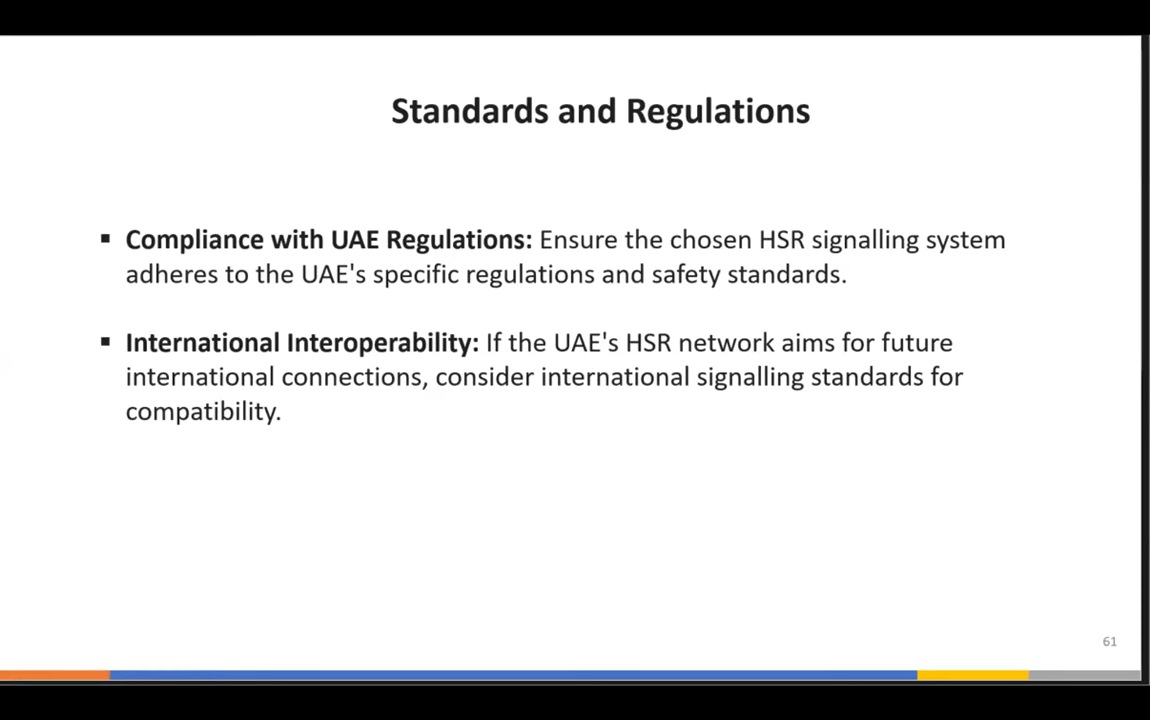 Standards and Regulations
▪ Compliance with UAE Regulations: Ensure the chosen HSR signalling system
adheres to the UAE's specific regulations and safety standards.
▪ International Interoperability: If the UAE's HSR network aims for future
international connections, consider international signalling standards for
compatibility.
61